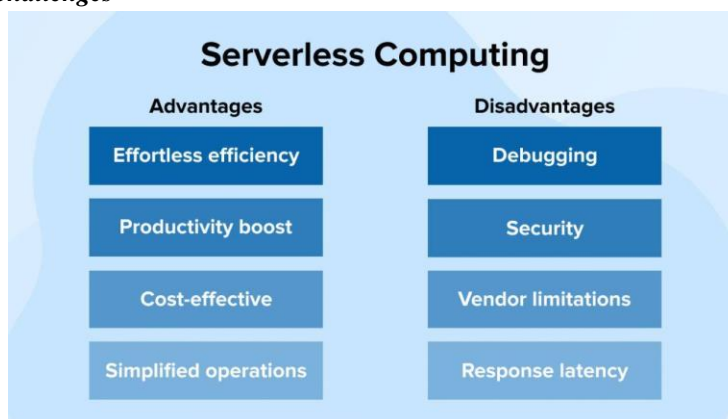 Serverless Computing
Advantages
Disadvantages
Effortless efficiency
Debugging
Productivity boost
Security
Cost-effective
Vendor limitations
Simplified operations
Response latency